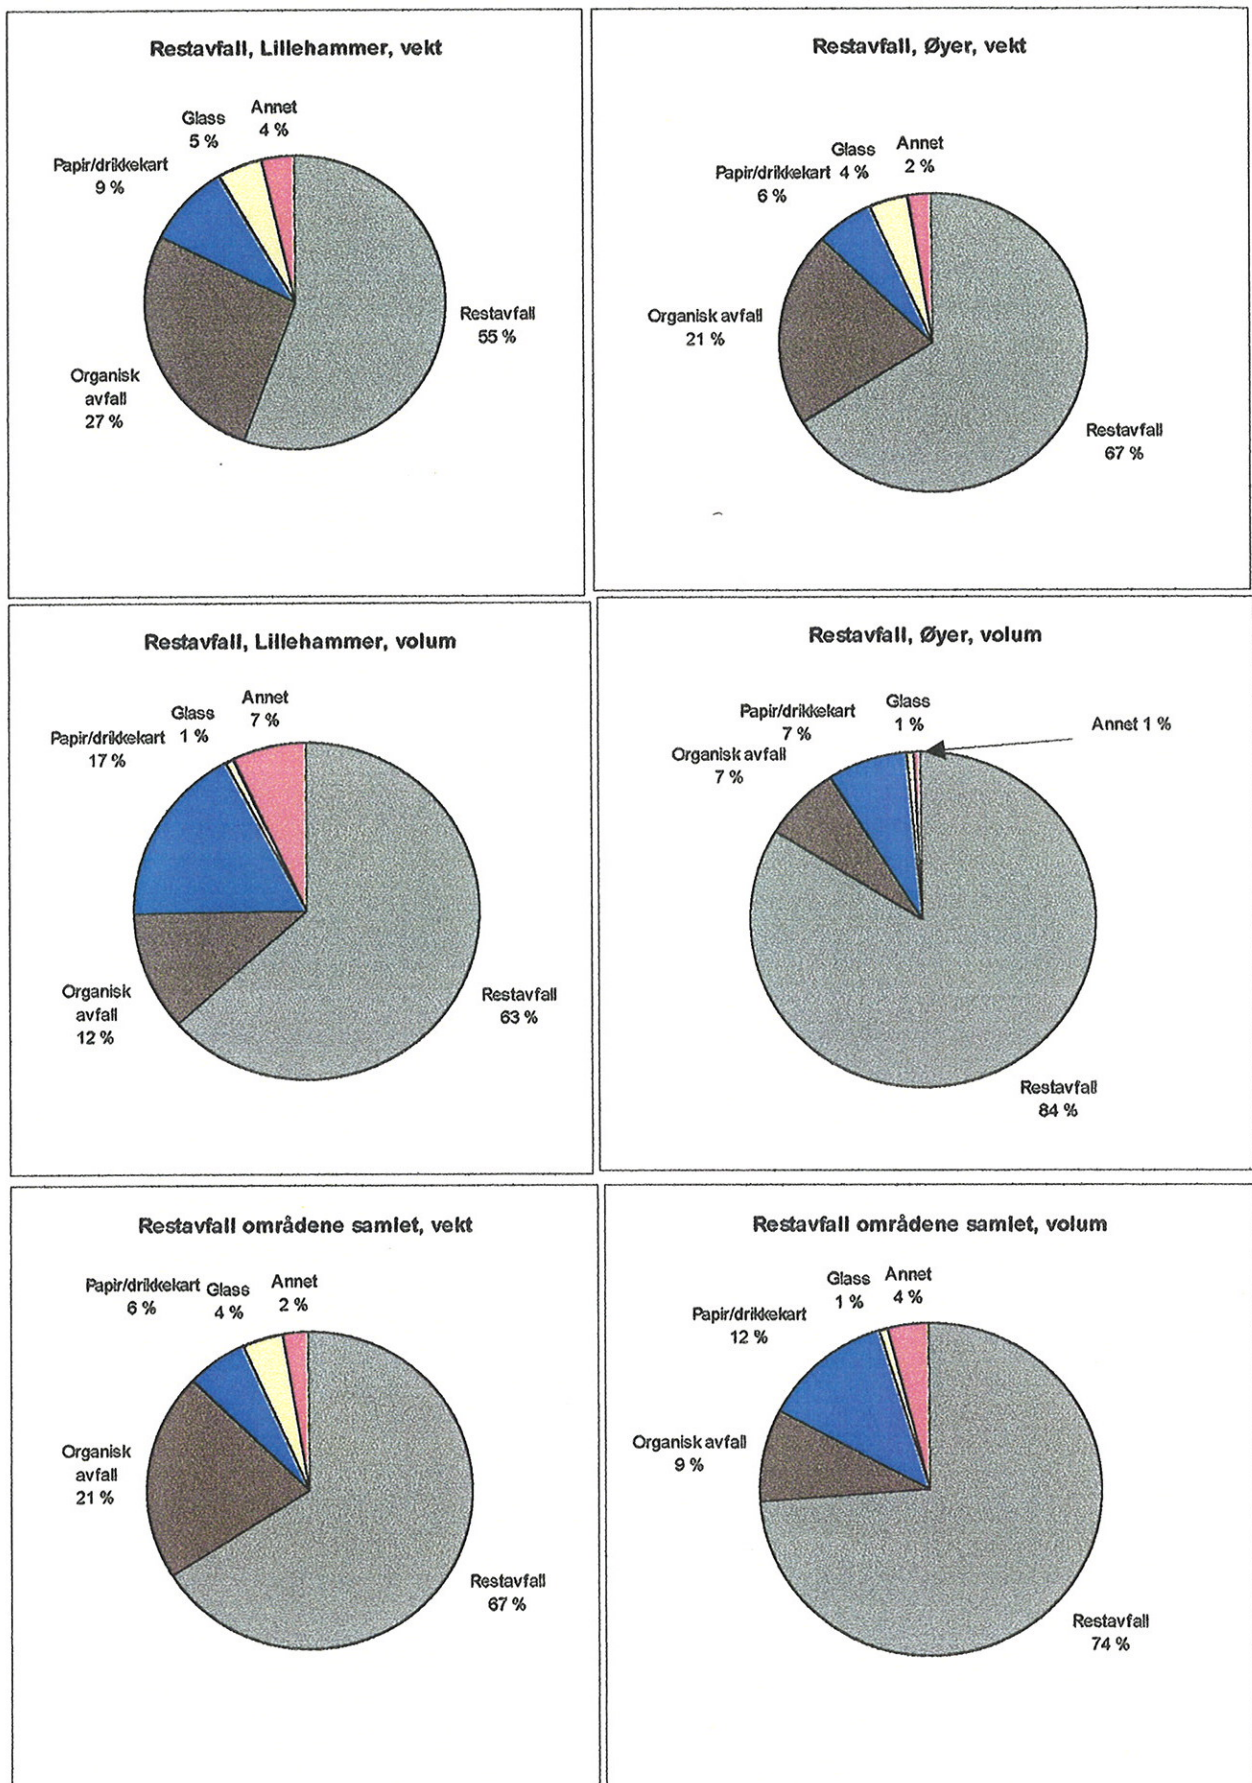 Restavfall, Lillehammer, vekt
Glass
5 %
Annet
4 %
Papir/drikkekart
9 %
Restavfall
55 %
Organisk
avfall
27 %
Restavfall, Øyer, vekt
Papir/drikkekart
6 %
Glass
4 %
Annet
2 %
Organisk avfall
21 %
Restavfall
67 %
Restavfall, Lillehammer, volum
Papir/drikkekart
17 %
Glass
1 %
Annet
7 %
Organisk
avfall
12 %
Restavfall
63 %
Restavfall, Øyer, volum
Papir/drikkekart
7 %
Glass
1 %
Annet 1 %
Organisk avfall
7 %
Restavfall
84 %
Restavfall områdene samlet, vekt
Papir/drikkekart
6 %
Glass
4 %
Annet
2 %
Organisk
avfall
21 %
Restavfall
67 %
Restavfall områdene samlet, volum
Glass
1 %
Annet
4 %
Papir/drikkekart
12 %
Organisk avfall
9 %
Restavfall
74 %